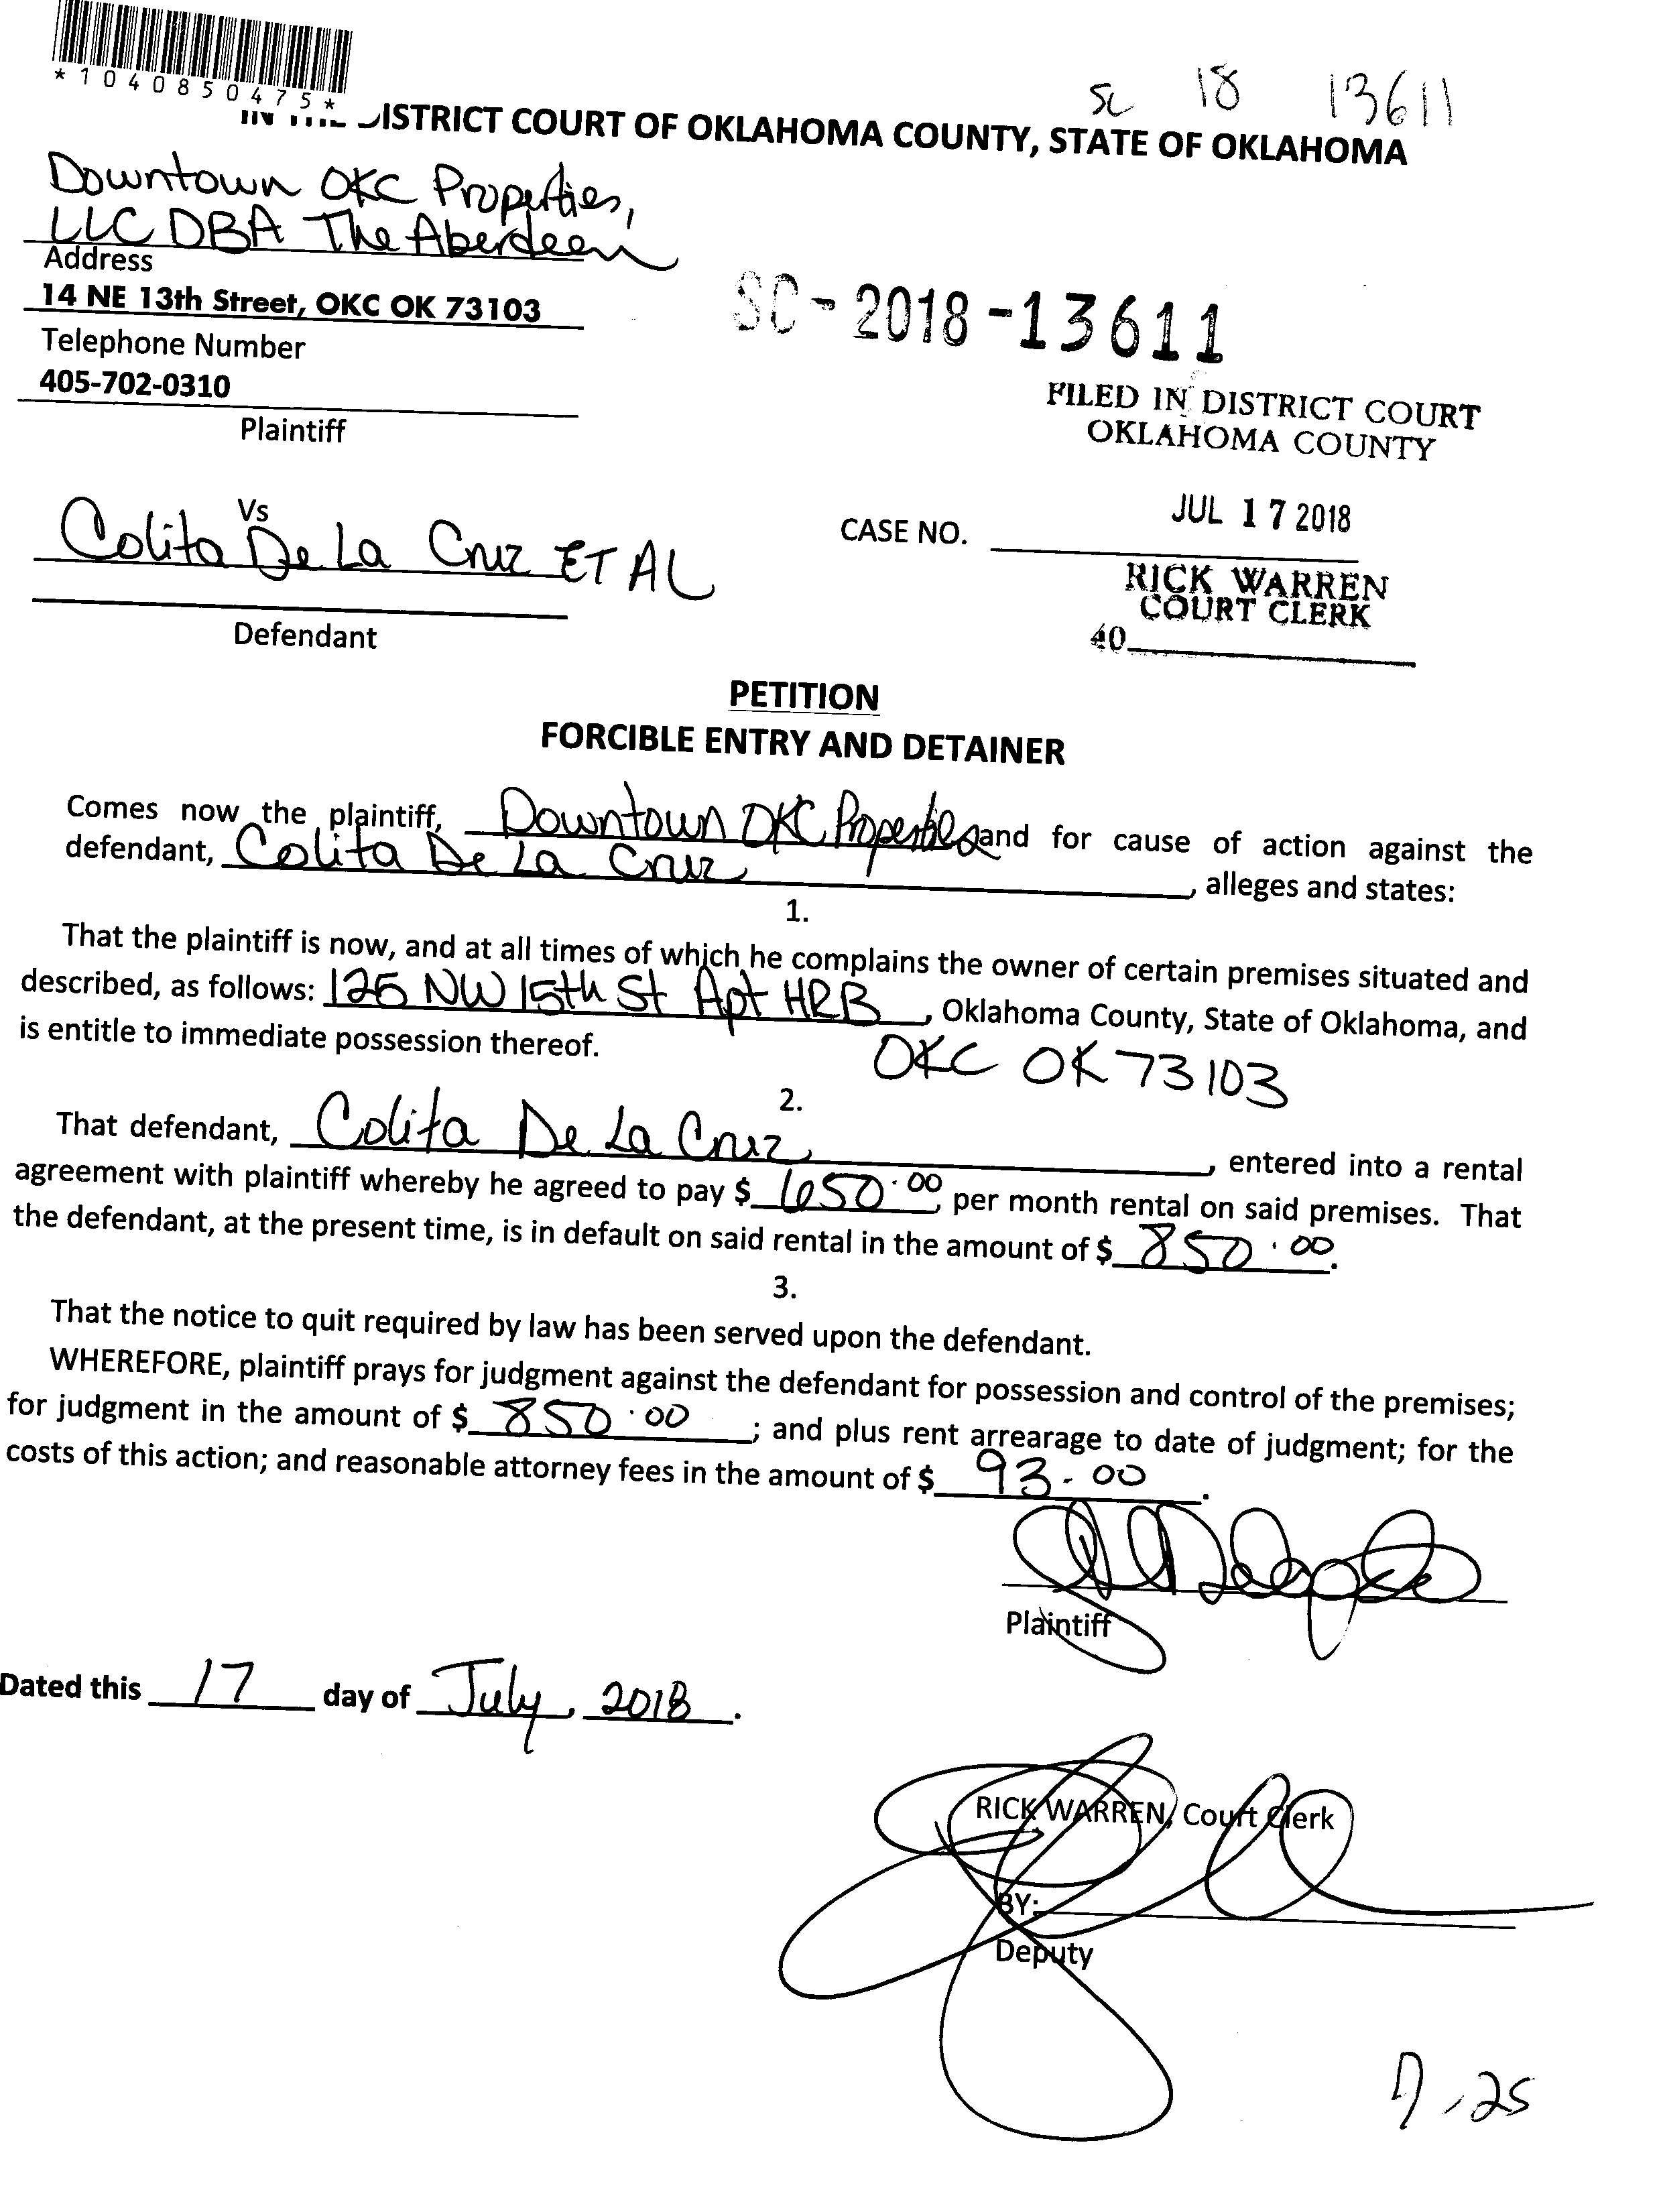 *1040850475*
SC 18 13611
DISTRICT COURT OF OKLAHOMA COUNTY, STATE OF OKLAHOMA
Downtown OKC Properties,
LLC DBA The Aberdeen
Address
14 NE 13th Street, OKC OK 73103
SC-2018-13611
Telephone Number
405-702-0310
Plaintiff
FILED IN DISTRICT COURT
OKLAHOMA COUNTY
Vs
Colita De La Cruz ET AL
Defendant
JUL 17 2018
CASE NO.
RICK WARREN
COURT CLERK
40
PETITION
FORCIBLE ENTRY AND DETAINER
Comes now the plaintiff, Downtown OKC Properties and for cause of action against the
defendant, Colita De La Cruz, alleges and states:
1.
That the plaintiff is now, and at all times of which he complains the owner of certain premises situated and
described, as follows: 125 NW 15th St Apt HRB, Oklahoma County, State of Oklahoma, and
is entitle to immediate possession thereof.
OKC OK 73103
2.
That defendant, Colita De La Cruz, entered into a rental
agreement with plaintiff whereby he agreed to pay $ 650.00, per month rental on said premises. That
the defendant, at the present time, is in default on said rental in the amount of $ 850.00.
3.
That the notice to quit required by law has been served upon the defendant.
WHEREFORE, plaintiff prays for judgment against the defendant for possession and control of the premises;
for judgment in the amount of $ 850.00; and plus rent arrearage to date of judgment; for the
costs of this action; and reasonable attorney fees in the amount of $ 93.00.
Plaintiff
Dated this 17 day of July, 2018.
RICK WARREN, Court Clerk
BY:
Deputy
7.25